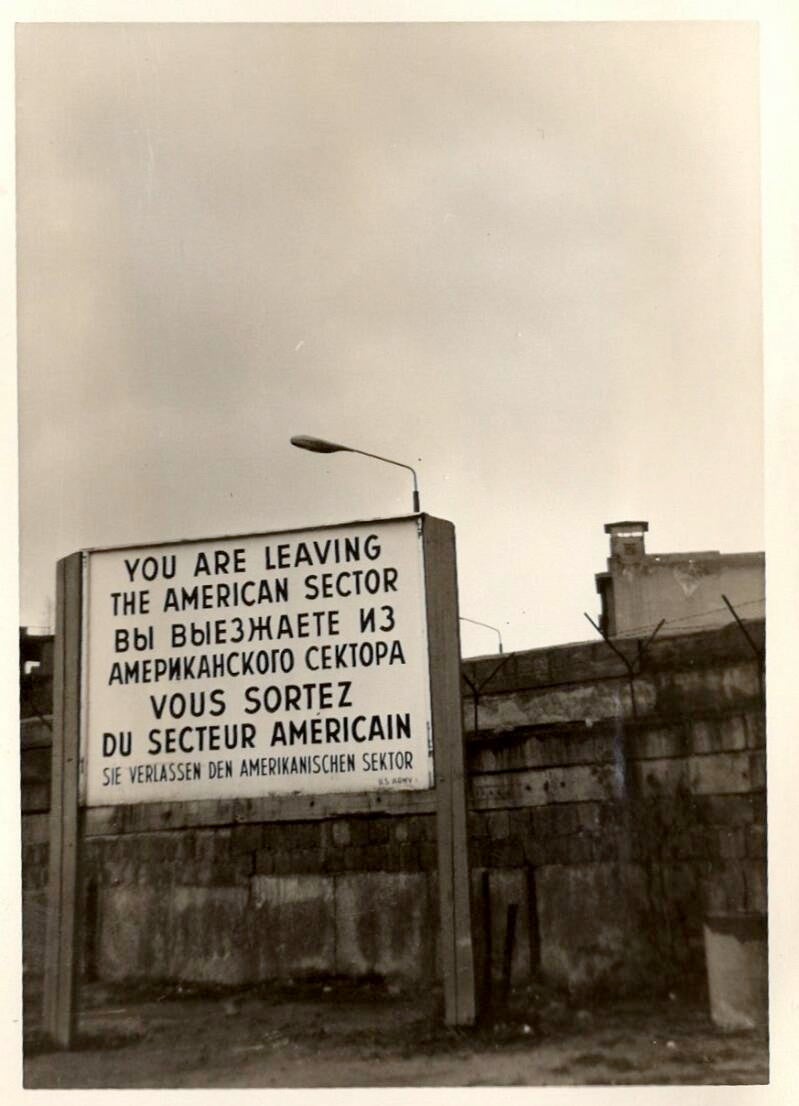 YOU ARE LEAVING
THE AMERICAN SECTOR
ВЫ ВЫЕЗЖАЕТЕ ИЗ
АМЕРИКАНСКОГО СЕКТОРА
VOUS SORTEZ
DU SECTEUR AMÉRICAIN
SIE VERLASSEN DEN AMERIKANISCHEN SEKTOR
US ARMY